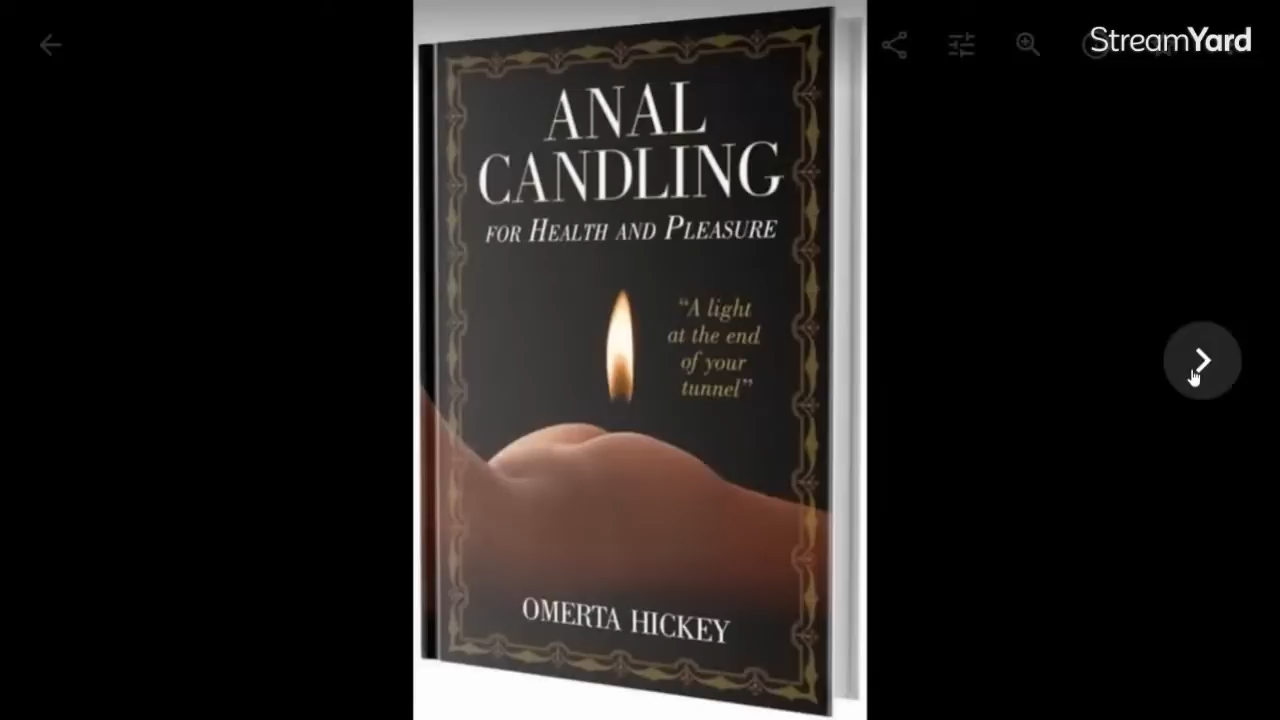 StreamYard
ANAL
CANDLING
FOR HEALTH AND PLEASURE
“A light
at the end
of your
tunnel”
OMERTA HICKEY